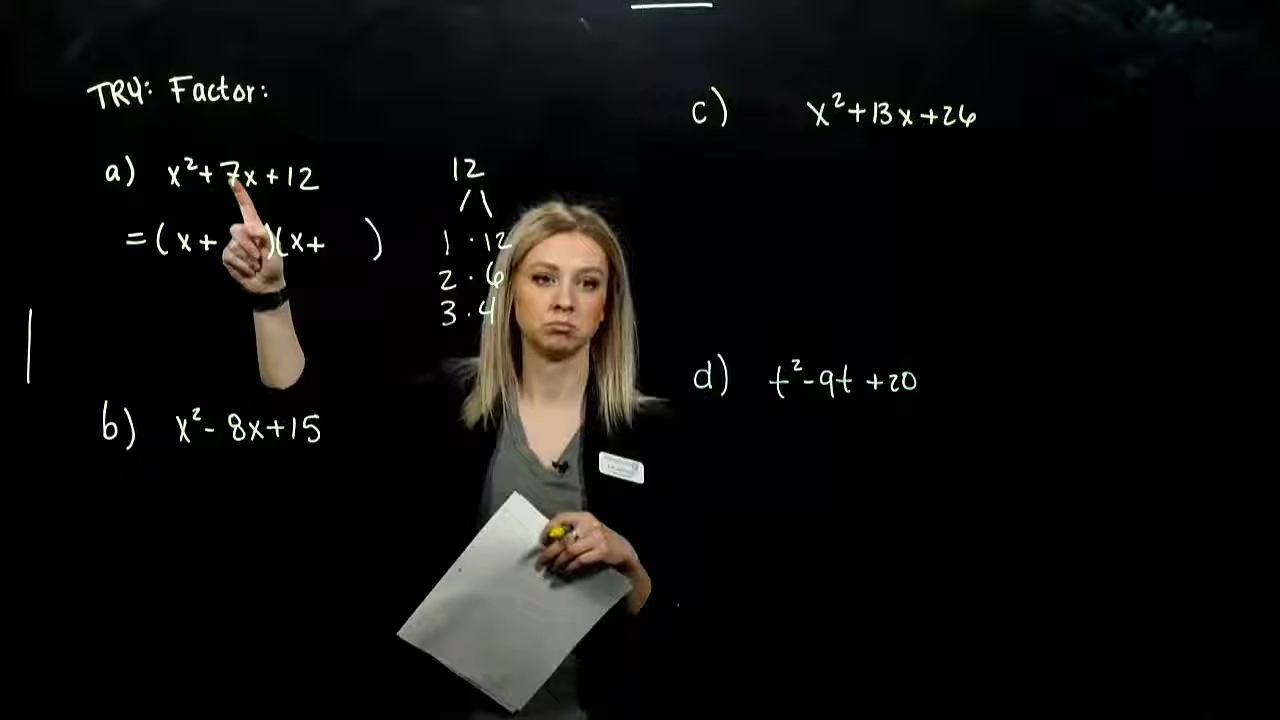 TRY: Factor:
a) x²+7x+12
=(x+ )(x+ )
12
1 · 12
2 · 6
3 · 4
b) x²-8x+15
c) x²+13x+26
d) t²-9t+20